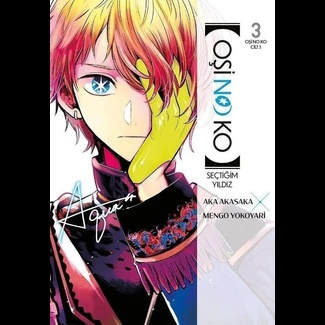 3
OŞİNO KO
CİLT 3
【OŞİ NO KO】
SEÇTİĞİM
YILDIZ
AKA AKASAKA
×
MENGO YOKOYARİ
Aqua